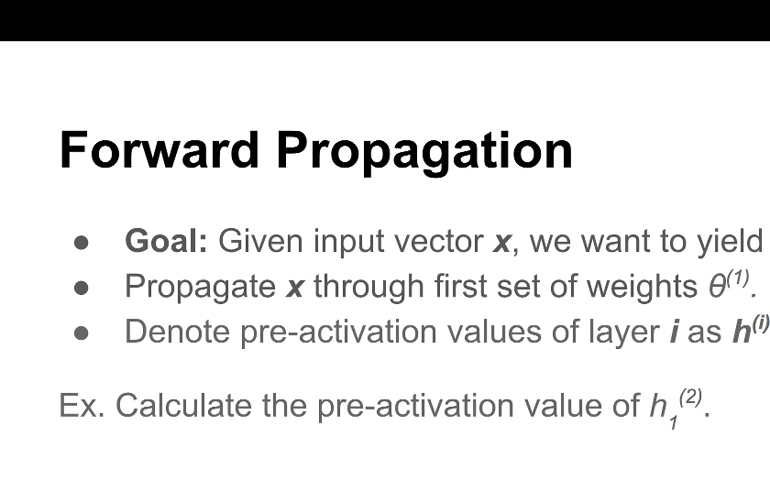 Forward Propagation
● Goal: Given input vector x, we want to yield
● Propagate x through first set of weights θ⁽¹⁾.
● Denote pre-activation values of layer i as h⁽ⁱ⁾
Ex. Calculate the pre-activation value of h₁⁽²⁾.